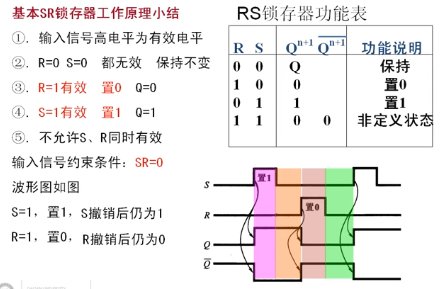 基本SR锁存器工作原理小结
①. 输入信号高电平为有效电平
②. R=0 S=0 都无效 保持不变
③. R=1有效 置0 Q=0
④. S=1有效 置1 Q=1
⑤. 不允许S、R同时有效
输入信号约束条件: SR=0
波形图如图
S=1, 置1, S撤销后仍为1
R=1, 置0, R撤销后仍为0
RS锁存器功能表
R S Qⁿ⁺¹ Q̅ⁿ⁺¹ 功能说明
0 0 Q 保持
1 0 0 置0
0 1 1 置1
1 1 0 0 非定义状态
S 置1
R 置0
Q
Q̅